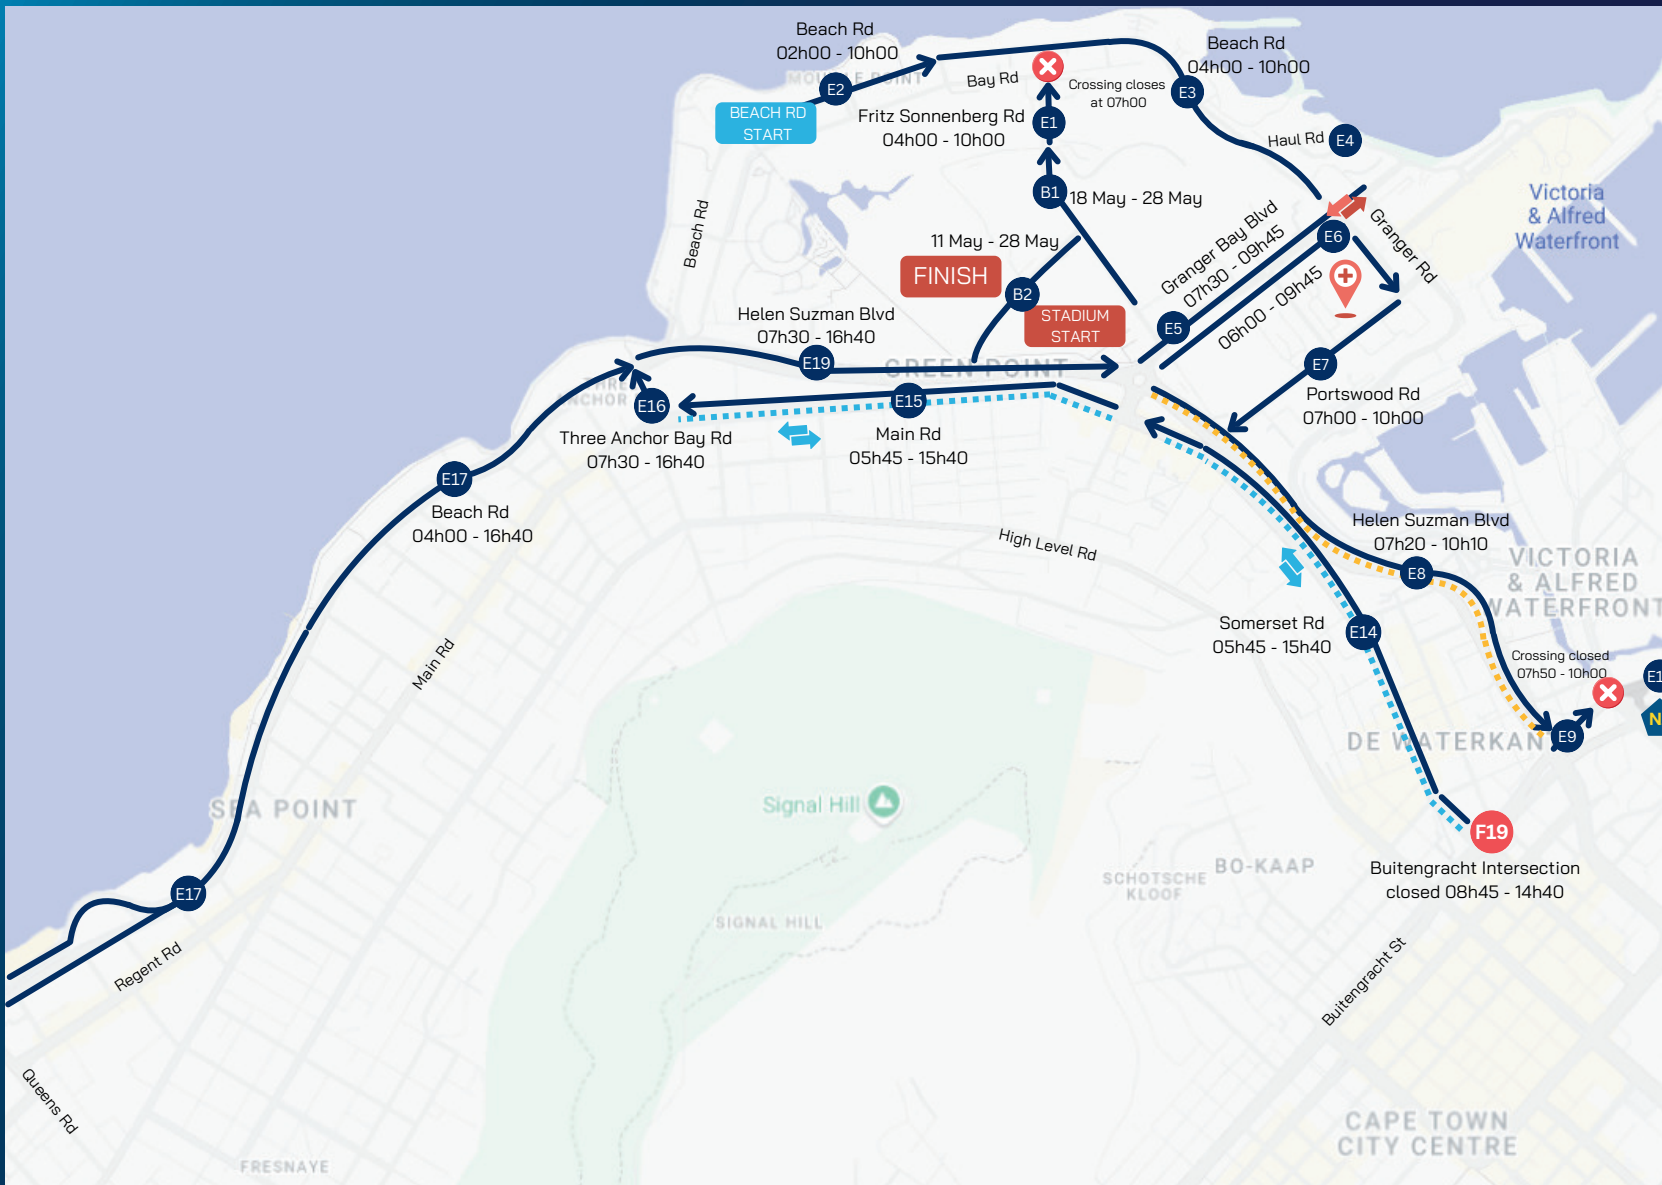 Beach Rd
02h00 - 10h00
E2
BEACH RD
START
Bay Rd
Crossing closes
at 07h00
Beach Rd
04h00 - 10h00
E3
Fritz Sonnenberg Rd
04h00 - 10h00
E1
Haul Rd
E4
B1
18 May - 28 May
Victoria
& Alfred
Waterfront
Beach Rd
11 May - 28 May
FINISH
B2
STADIUM
START
Granger Bay Blvd
07h30 - 09h45
E5
E6
06h00 - 09h45
Granger Rd
Helen Suzman Blvd
07h30 - 16h40
E19
GREEN POINT
E7
Portswood Rd
07h00 - 10h00
THREE
ANCHOR
E16
Three Anchor Bay Rd
07h30 - 16h40
E15
Main Rd
05h45 - 15h40
E17
Beach Rd
04h00 - 16h40
High Level Rd
Helen Suzman Blvd
07h20 - 10h10
E8
VICTORIA
& ALFRED
WATERFRONT
Somerset Rd
05h45 - 15h40
E14
Crossing closed
07h50 - 10h00
E9
DE WATERKAN
Main Rd
SEA POINT
Signal Hill
F19
Buitengracht Intersection
closed 08h45 - 14h40
SCHOTSCHE
KLOOF
BO-KAAP
E17
SIGNAL HILL
Regent Rd
Buitengracht St
Queens Rd
FRESNAYE
CAPE TOWN
CITY CENTRE